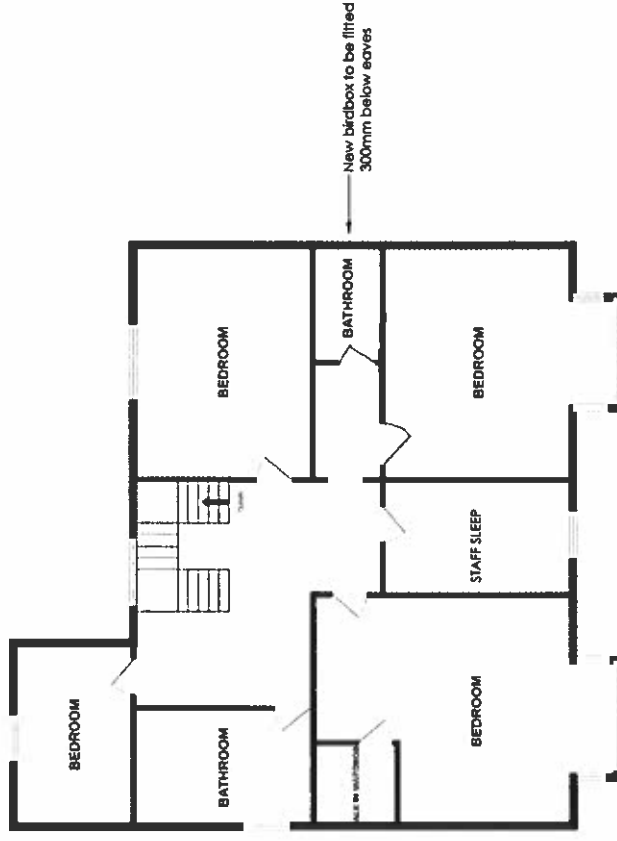 New birdbox to be fitted
300mm below eaves
BEDROOM
BATHROOM
BEDROOM
STAFF SLEEP
BEDROOM
BATHROOM
BEDROOM